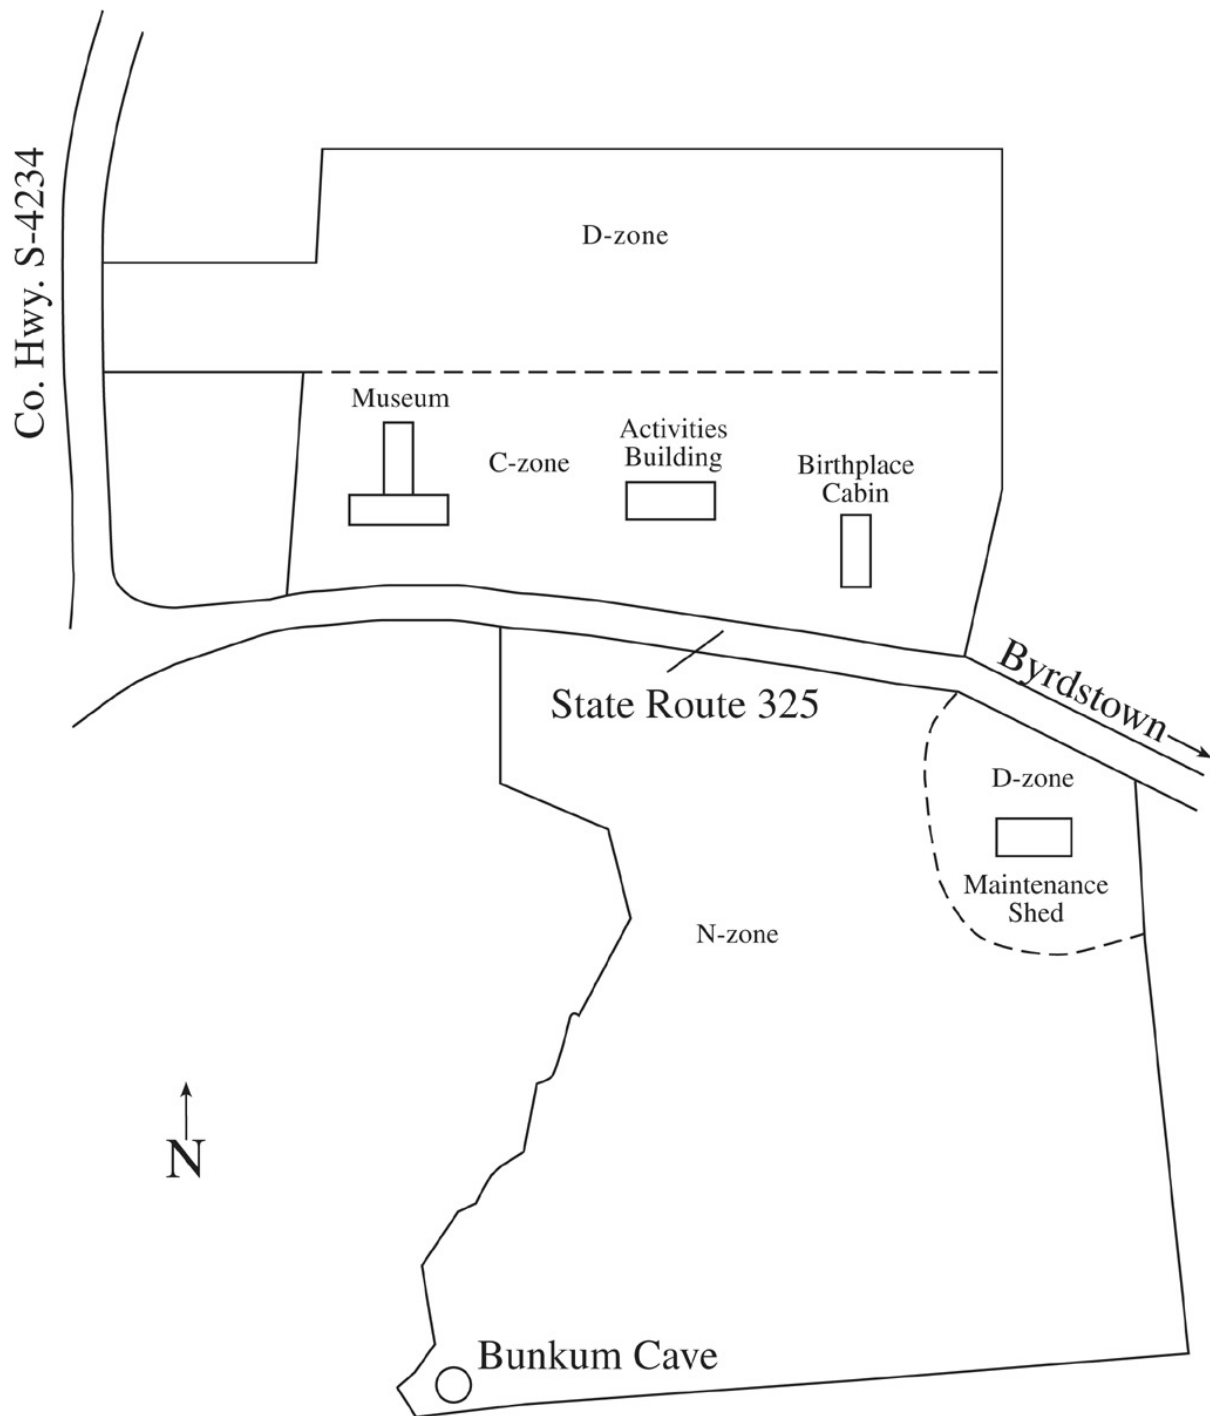 Co. Hwy. S-4234
D-zone
Museum
C-zone
Activities
Building
Birthplace
Cabin
State Route 325
Byrdstown
D-zone
Maintenance
Shed
N-zone
N
Bunkum Cave